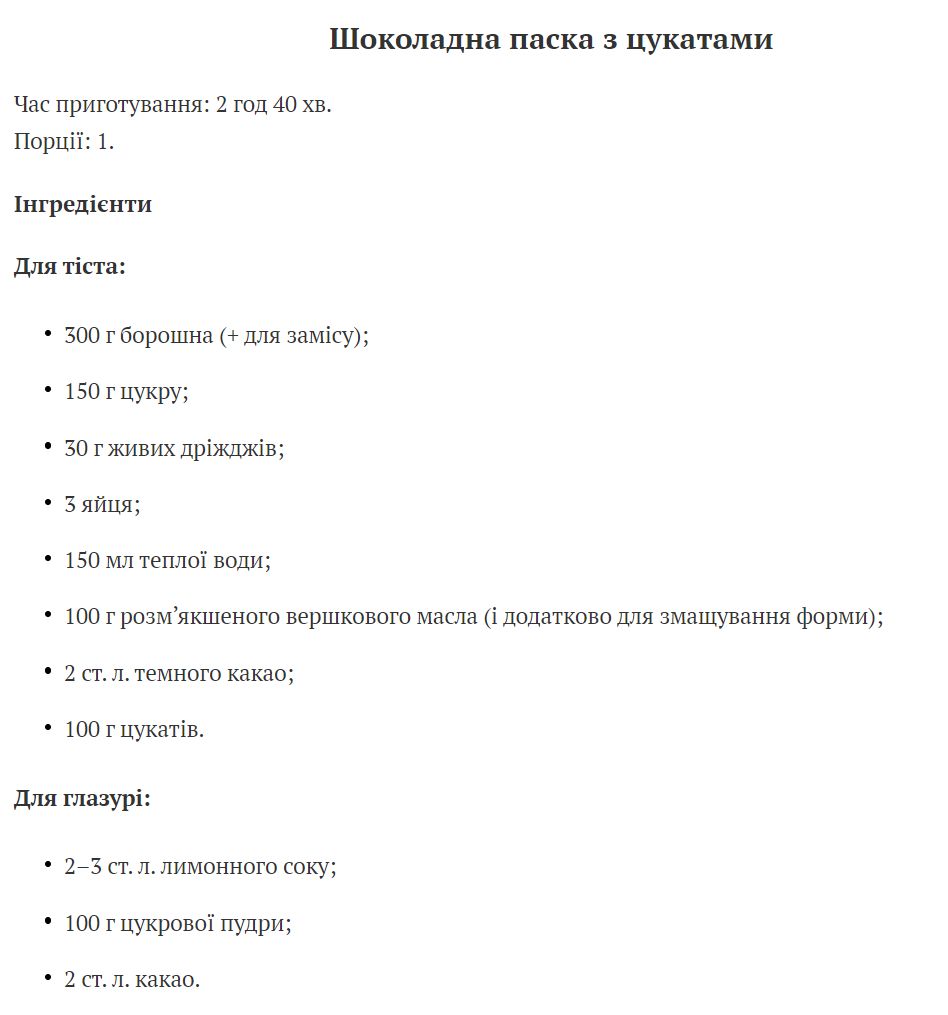 Шоколадна паска з цукатами
Час приготування: 2 год 40 хв.
Порції: 1.
Інгредієнти
Для тіста:
• 300 г борошна (+ для замісу);
• 150 г цукру;
• 30 г живих дріжджів;
• 3 яйця;
• 150 мл теплої води;
• 100 г розм’якшеного вершкового масла (і додатково для змащування форми);
• 2 ст. л. темного какао;
• 100 г цукатів.
Для глазурі:
• 2–3 ст. л. лимонного соку;
• 100 г цукрової пудри;
• 2 ст. л. какао.